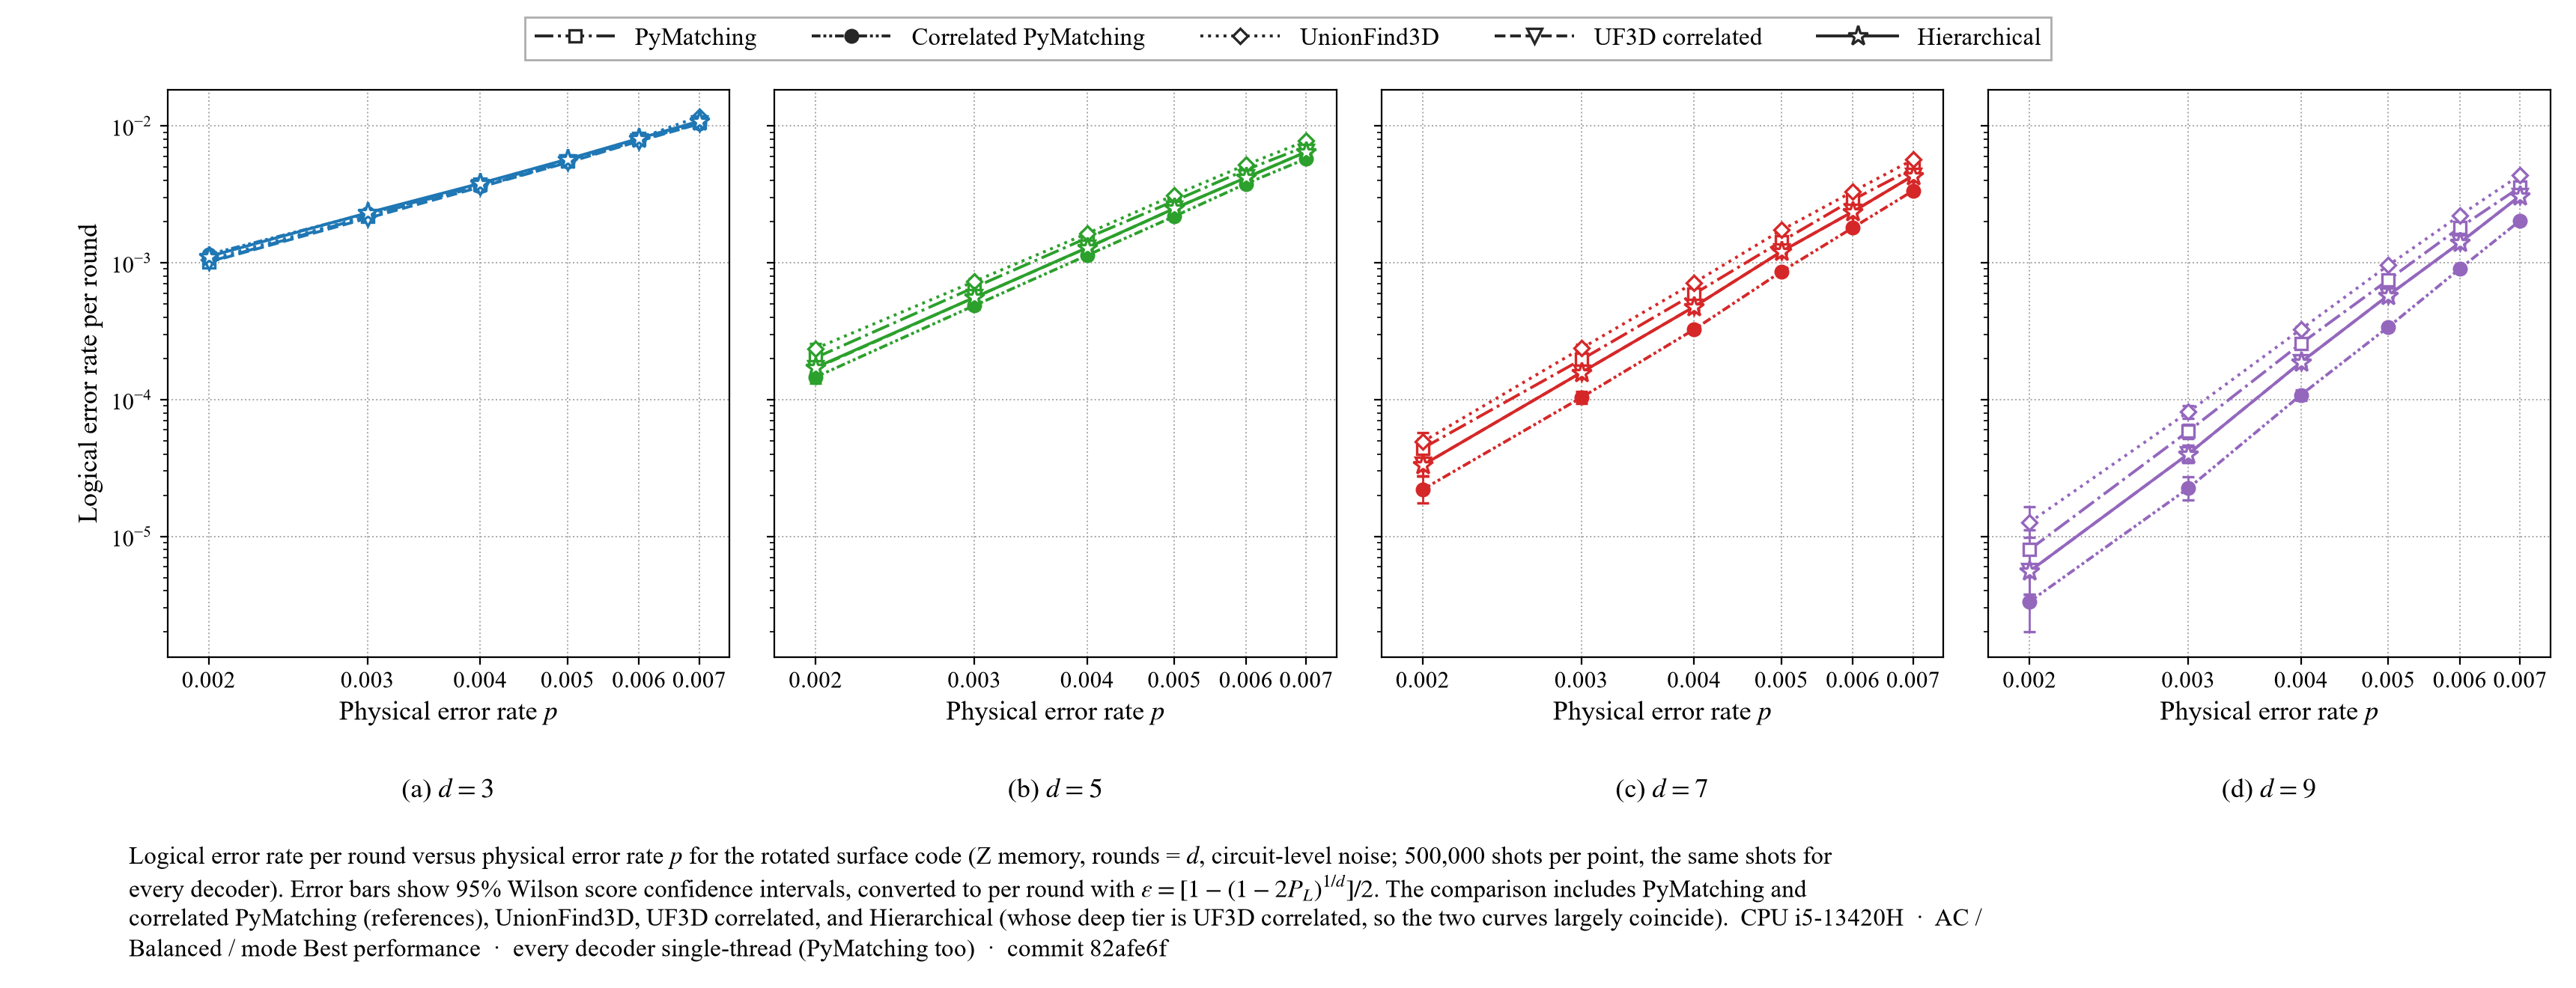 PyMatching Correlated PyMatching UnionFind3D UF3D correlated Hierarchical
Logical error rate per round
10⁻²
10⁻³
10⁻⁴
10⁻⁵
0.002 0.003 0.004 0.005 0.006 0.007
Physical error rate p
(a) d = 3
0.002 0.003 0.004 0.005 0.006 0.007
Physical error rate p
(b) d = 5
0.002 0.003 0.004 0.005 0.006 0.007
Physical error rate p
(c) d = 7
0.002 0.003 0.004 0.005 0.006 0.007
Physical error rate p
(d) d = 9
Logical error rate per round versus physical error rate p for the rotated surface code (Z memory, rounds = d, circuit-level noise; 500,000 shots per point, the same shots for
every decoder). Error bars show 95% Wilson score confidence intervals, converted to per round with ϵ = [1 − (1 − 2P_L)^{1/d}]/2. The comparison includes PyMatching and
correlated PyMatching (references), UnionFind3D, UF3D correlated, and Hierarchical (whose deep tier is UF3D correlated, so the two curves largely coincide). CPU i5-13420H · AC /
Balanced / mode Best performance · every decoder single-thread (PyMatching too) · commit 82afe6f